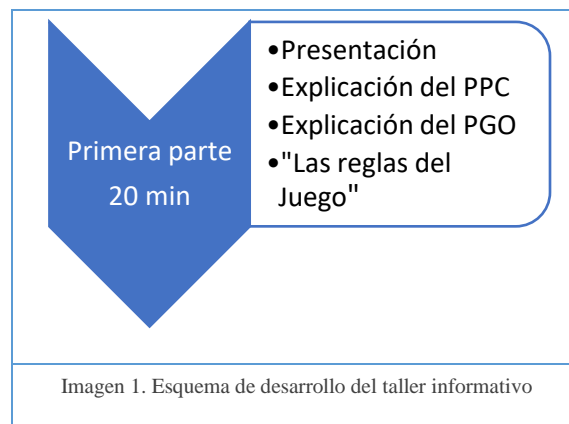 Primera parte
20 min
•Presentación
•Explicación del PPC
•Explicación del PGO
•"Las reglas del
Juego"
Imagen 1. Esquema de desarrollo del taller informativo